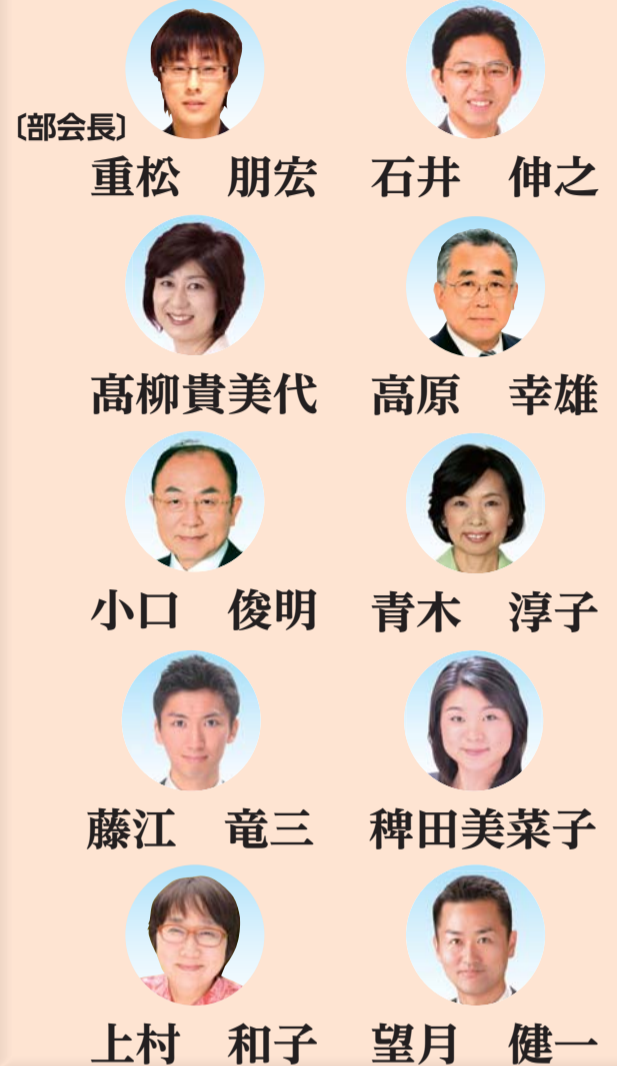 〔部会長〕
重松　朋宏　石井　伸之
髙柳貴美代　高原　幸雄
小口　俊明　青木　淳子
藤江　竜三　稗田美菜子
上村　和子　望月　健一